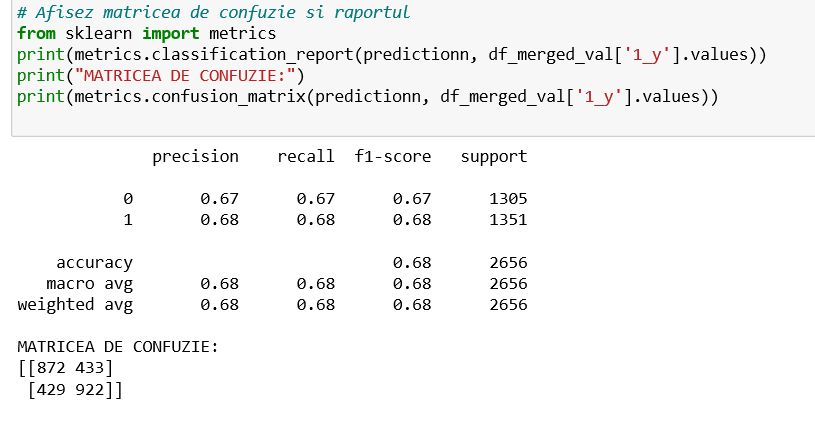 # Afisez matricea de confuzie si raportul
from sklearn import metrics
print(metrics.classification_report(predictionn, df_merged_val['1_y'].values))
print("MATRICEA DE CONFUZIE:")
print(metrics.confusion_matrix(predictionn, df_merged_val['1_y'].values))
precision recall f1-score support
0 0.67 0.67 0.67 1305
1 0.68 0.68 0.68 1351
accuracy 0.68 2656
macro avg 0.68 0.68 0.68 2656
weighted avg 0.68 0.68 0.68 2656
MATRICEA DE CONFUZIE:
[[872 433]
[429 922]]